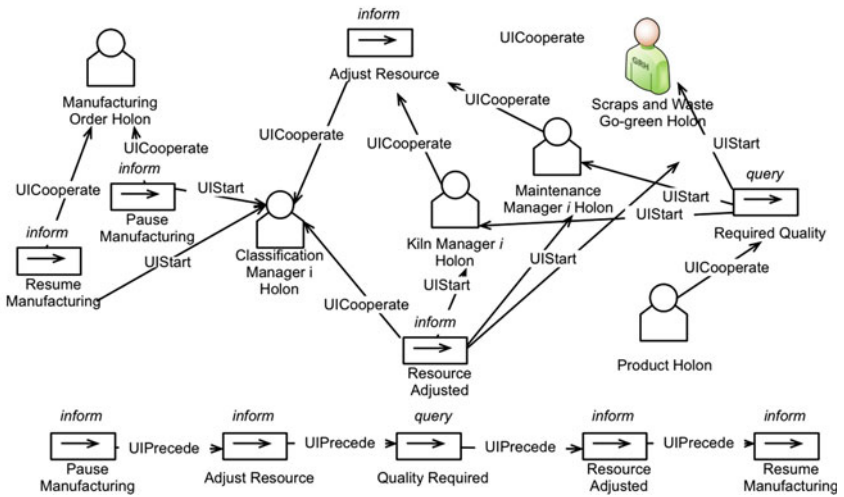 inform
Adjust Resource
UICooperate
GRH
Scraps and Waste
Go-green Holon
Manufacturing
Order Holon
UICooperate
UICooperate
UICooperate
UICooperate
UIStart
inform
Pause
Manufacturing
UIStart
UICooperate
inform
Resume
Manufacturing
UIStart
Classification
Manager i
Holon
Kiln Manager i
Holon
Maintenance
Manager i Holon
query
Required Quality
UIStart
UIStart
UIStart
UIStart
UICooperate
UICooperate
inform
Resource
Adjusted
Product Holon
inform
Pause
Manufacturing
UIPrecede
inform
Adjust Resource
UIPrecede
query
Quality Required
UIPrecede
inform
Resource
Adjusted
UIPrecede
inform
Resume
Manufacturing